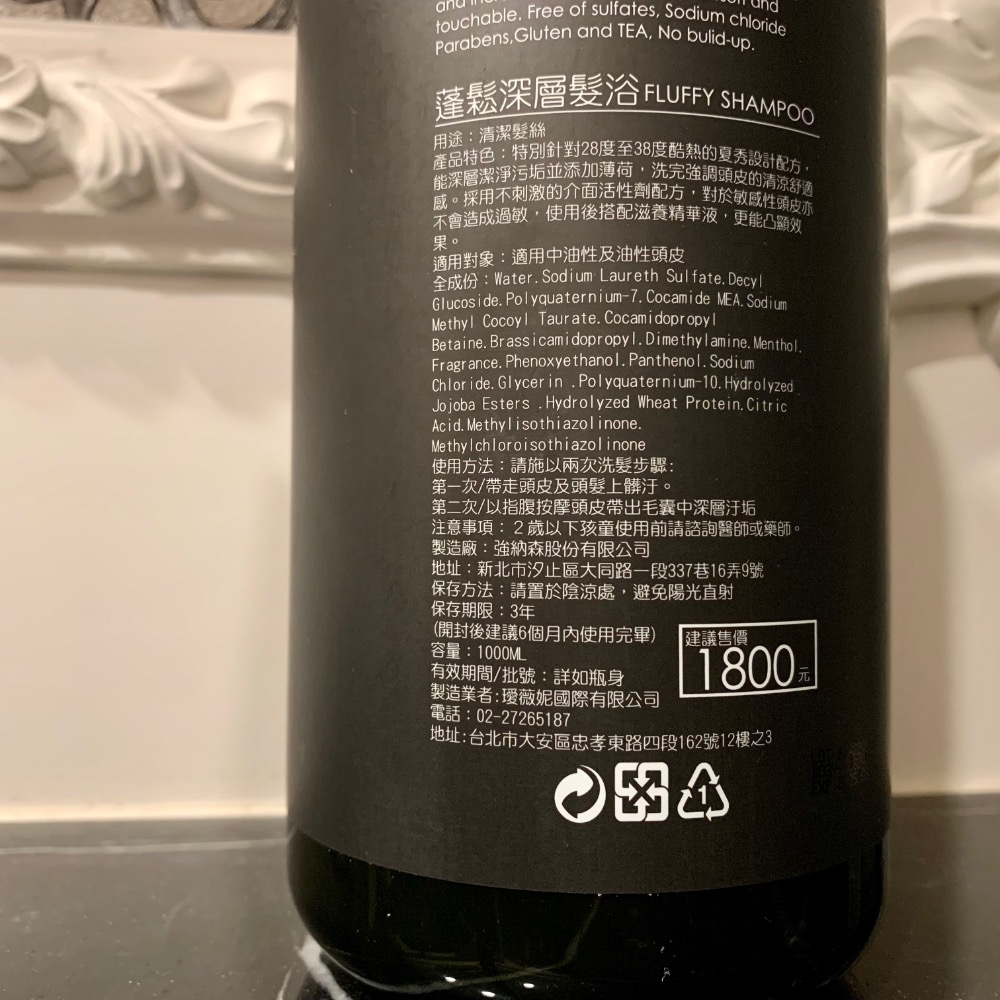 touchable. Free of sulfates, Sodium chloride
Parabens,Gluten and TEA, No bulid-up.
蓬鬆深層髮浴 FLUFFY SHAMPOO
用途：清潔髮絲
產品特色：特別針對28度至38度酷熱的夏秀設計配方，
能深層潔淨污垢並添加薄荷，洗完強調頭皮的清涼舒適
感。採用不刺激的介面活性劑配方，對於敏感性頭皮亦
不會造成過敏，使用後搭配滋養精華液，更能凸顯效
果。
適用對象：適用中油性及油性頭皮
全成份：Water.Sodium Laureth Sulfate.Decyl
Glucoside.Polyquaternium-7.Cocamide MEA.Sodium
Methyl Cocoyl Taurate.Cocamidopropyl
Betaine.Brassicamidopropyl.Dimethylamine.Menthol.
Fragrance.Phenoxyethanol.Panthenol.Sodium
Chloride.Glycerin .Polyquaternium-10.Hydrolyzed
Jojoba Esters .Hydrolyzed Wheat Protein.Citric
Acid.Methylisothiazolinone.
Methylchloroisothiazolinone
使用方法：請施以兩次洗髮步驟:
第一次/帶走頭皮及頭髮上髒汙。
第二次/以指腹按摩頭皮帶出毛囊中深層汙垢
注意事項：２歲以下孩童使用前請諮詢醫師或藥師。
製造廠：強納森股份有限公司
地址：新北市汐止區大同路一段337巷16弄9號
保存方法：請置於陰涼處，避免陽光直射
保存期限：3年
(開封後建議6個月內使用完畢)
容量：1000ML
有效期間/批號：詳如瓶身
製造業者:璦薇妮國際有限公司
電話：02-27265187
地址:台北市大安區忠孝東路四段162號12樓之3
建議售價
1800元
1